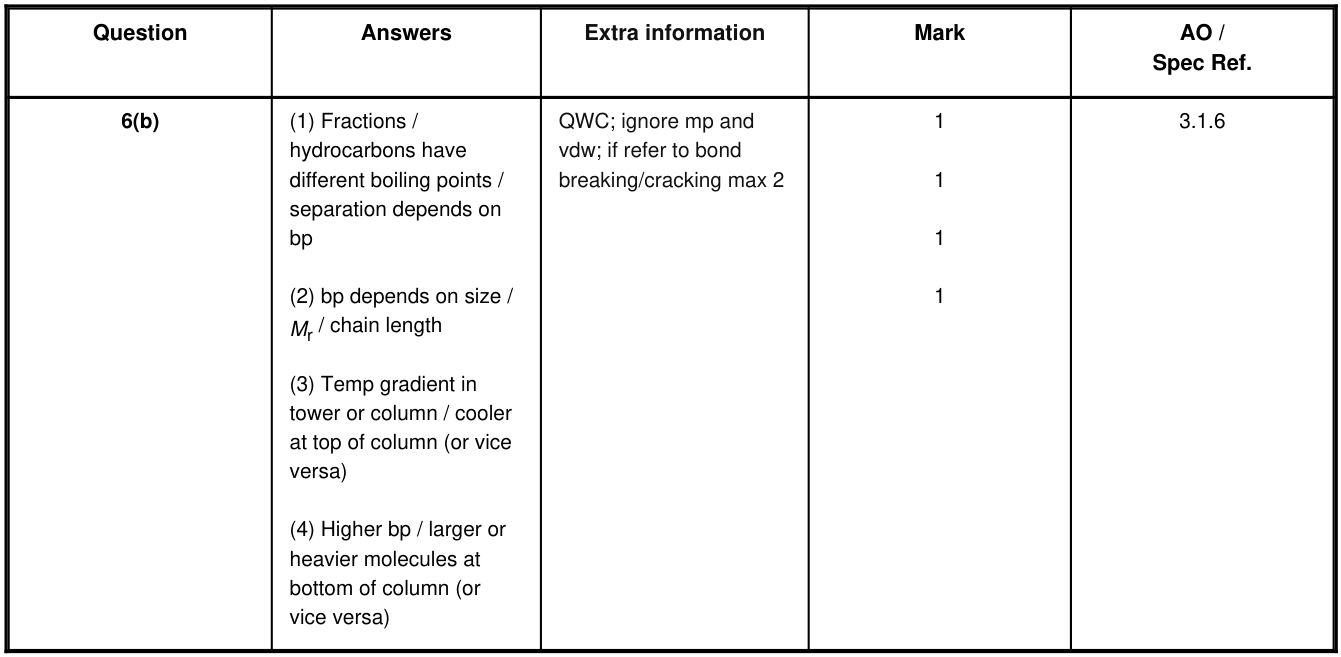 Question
Answers
Extra information
Mark
AO /
Spec Ref.
6(b)
(1) Fractions /
hydrocarbons have
different boiling points /
separation depends on
bp
(2) bp depends on size /
Mr / chain length
(3) Temp gradient in
tower or column / cooler
at top of column (or vice
versa)
(4) Higher bp / larger or
heavier molecules at
bottom of column (or
vice versa)
QWC; ignore mp and
vdw; if refer to bond
breaking/cracking max 2
1
1
1
1
3.1.6